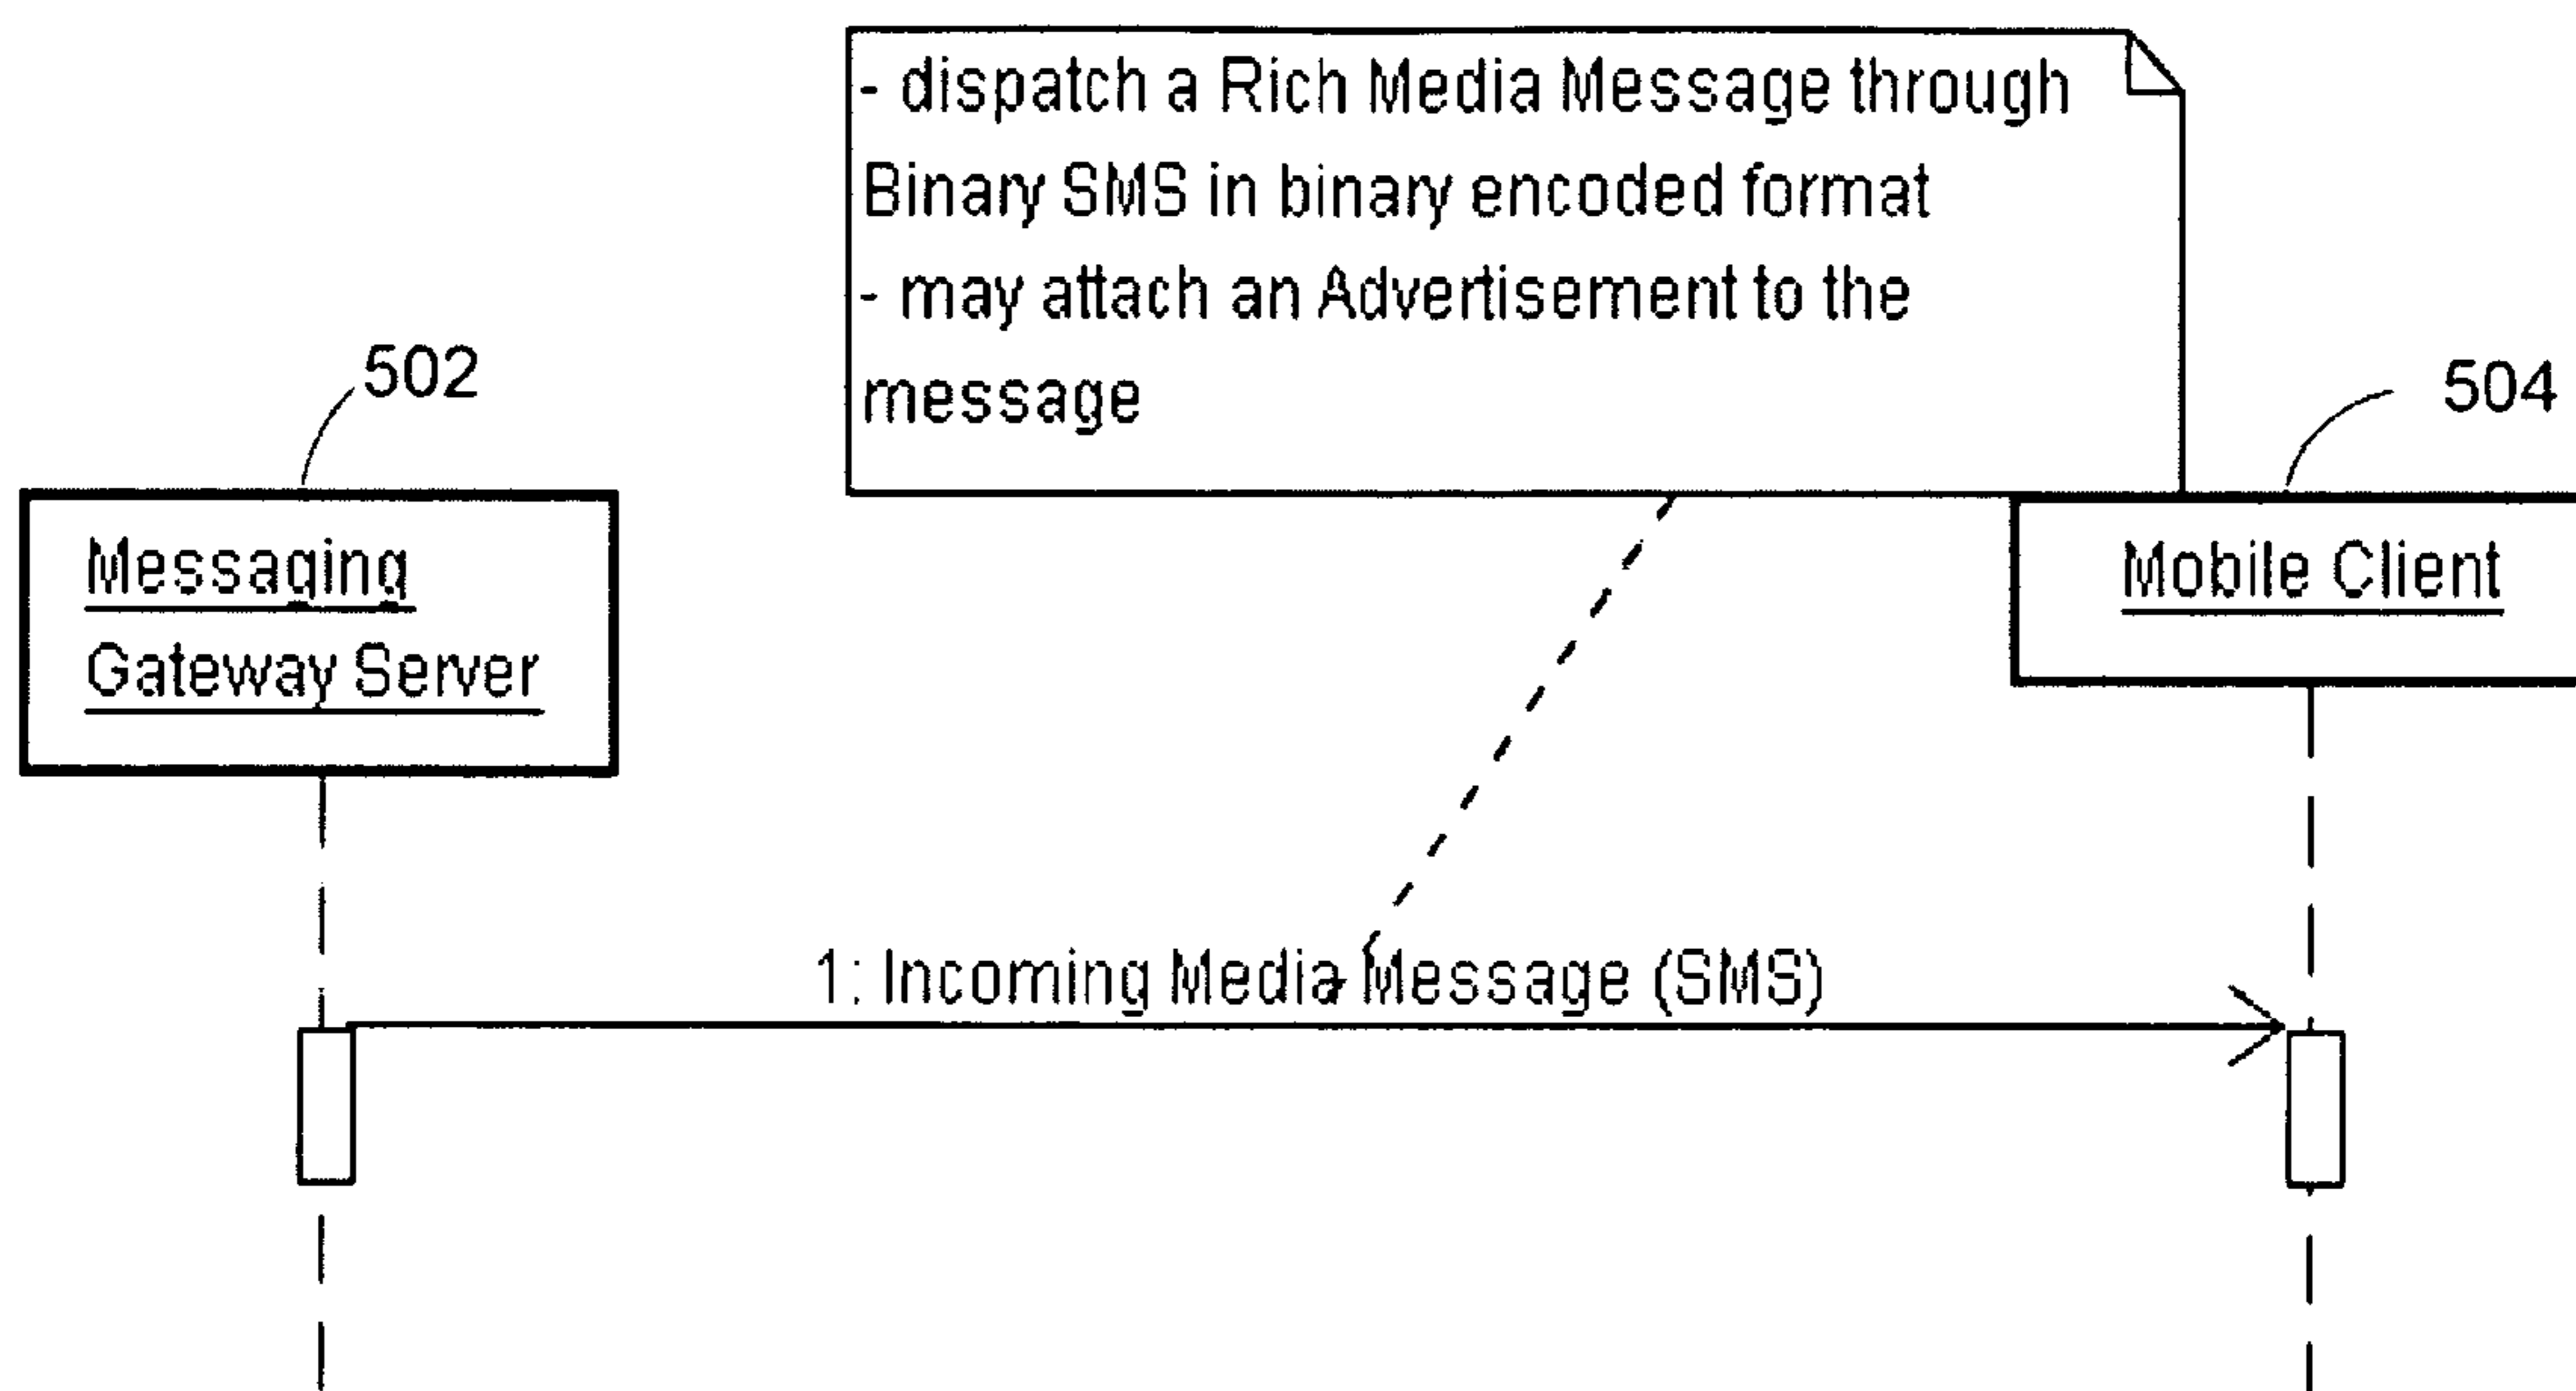 - dispatch a Rich Media Message through
Binary SMS in binary encoded format
- may attach an Advertisement to the
message
502
504
Messaging
Gateway Server
Mobile Client
1: Incoming Media Message (SMS)